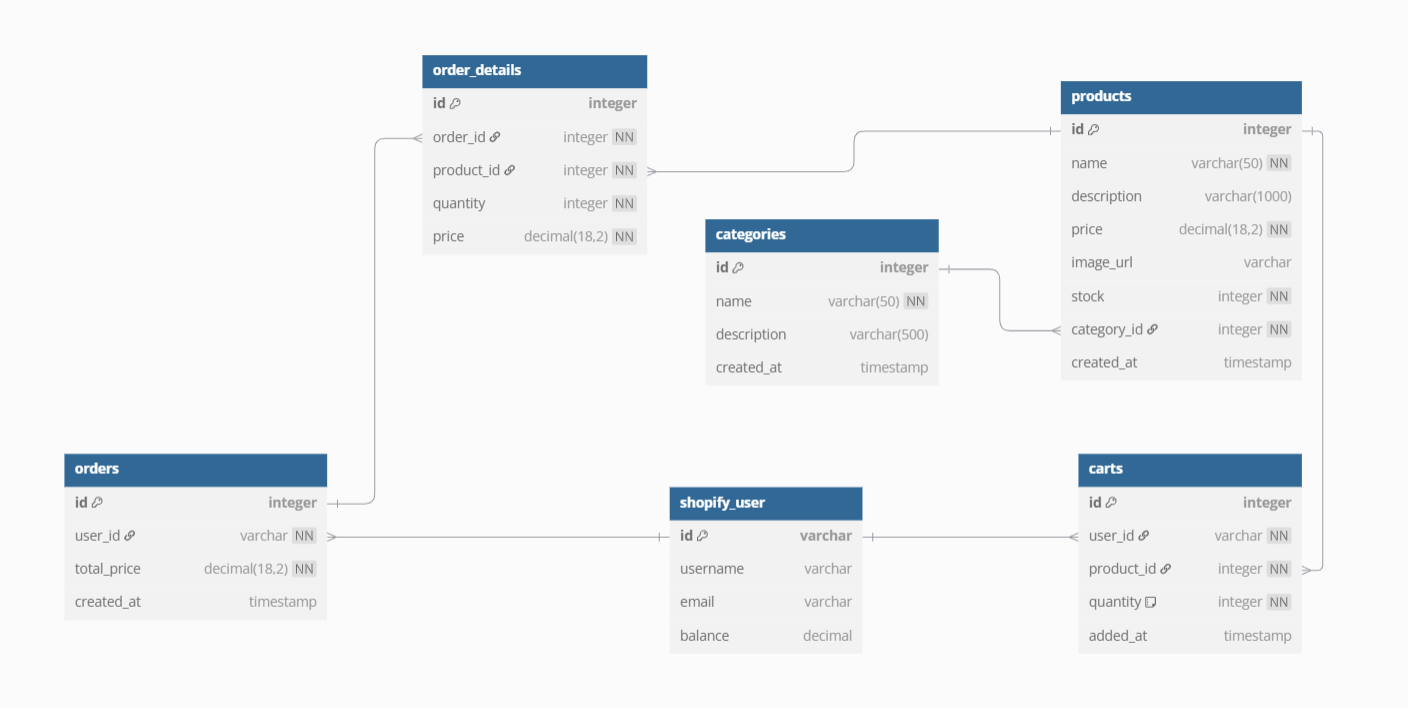 order_details
id integer
order_id integer NN
product_id integer NN
quantity integer NN
price decimal(18,2) NN
products
id integer
name varchar(50) NN
description varchar(1000)
price decimal(18,2) NN
image_url varchar
stock integer NN
category_id integer NN
created_at timestamp
categories
id integer
name varchar(50) NN
description varchar(500)
created_at timestamp
orders
id integer
user_id varchar NN
total_price decimal(18,2) NN
created_at timestamp
shopify_user
id varchar
username varchar
email varchar
balance decimal
carts
id integer
user_id varchar NN
product_id integer NN
quantity integer NN
added_at timestamp